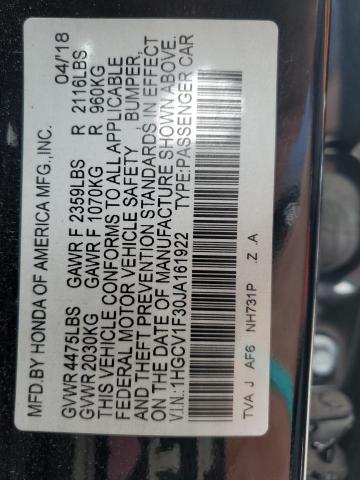 MFD.BY HONDA OF AMERICA MFG.,INC. 04/18
GVWR 4475LBS GAWR F 2359LBS R 2116LBS
GVWR 2030KG GAWR F 1070KG R 960KG
THIS VEHICLE CONFORMS TO ALL APPLICABLE
FEDERAL MOTOR VEHICLE SAFETY BUMPER,
AND THEFT PREVENTION STANDARDS IN EFFECT
ON THE DATE OF MANUFACTURE SHOWN ABOVE.
V.I.N.: 1HGCV1F30JA161922 TYPE:PASSENGER CAR
TVA J AF6 NH731P .Z .A